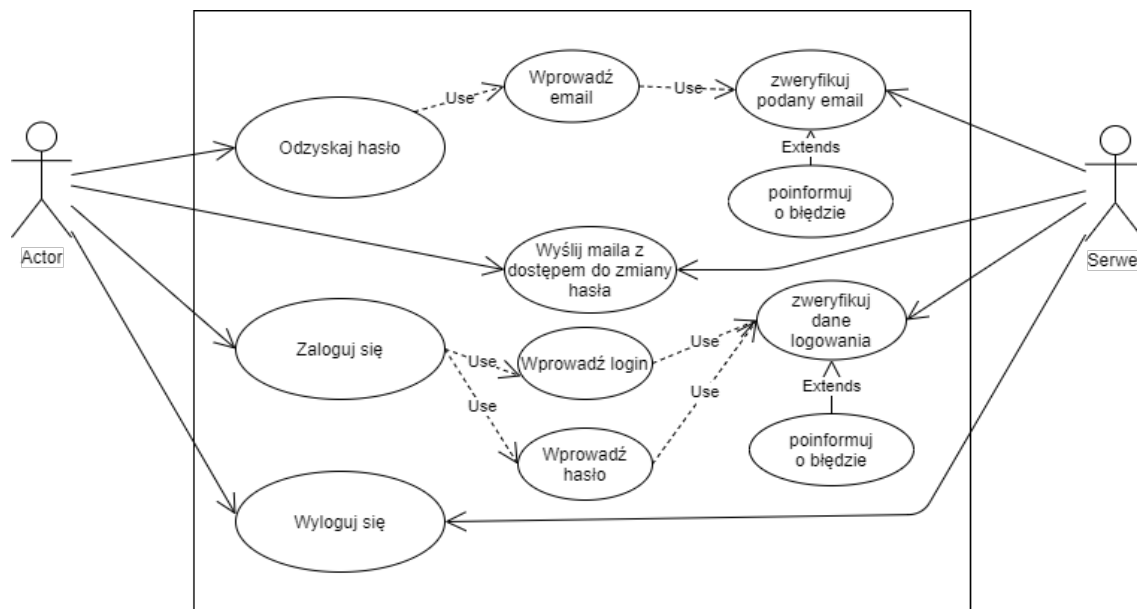 Wprowadź
email
Use
Use
zweryfikuj
podany email
Odzyskaj hasło
Extends
poinformuj
o błędzie
Actor
Serwe
Wyślij maila z
dostępem do zmiany
hasła
zweryfikuj
dane
logowania
Zaloguj się
Use
Wprowadź login
Use
Use
Use
Extends
Wprowadź
hasło
poinformuj
o błędzie
Wyloguj się